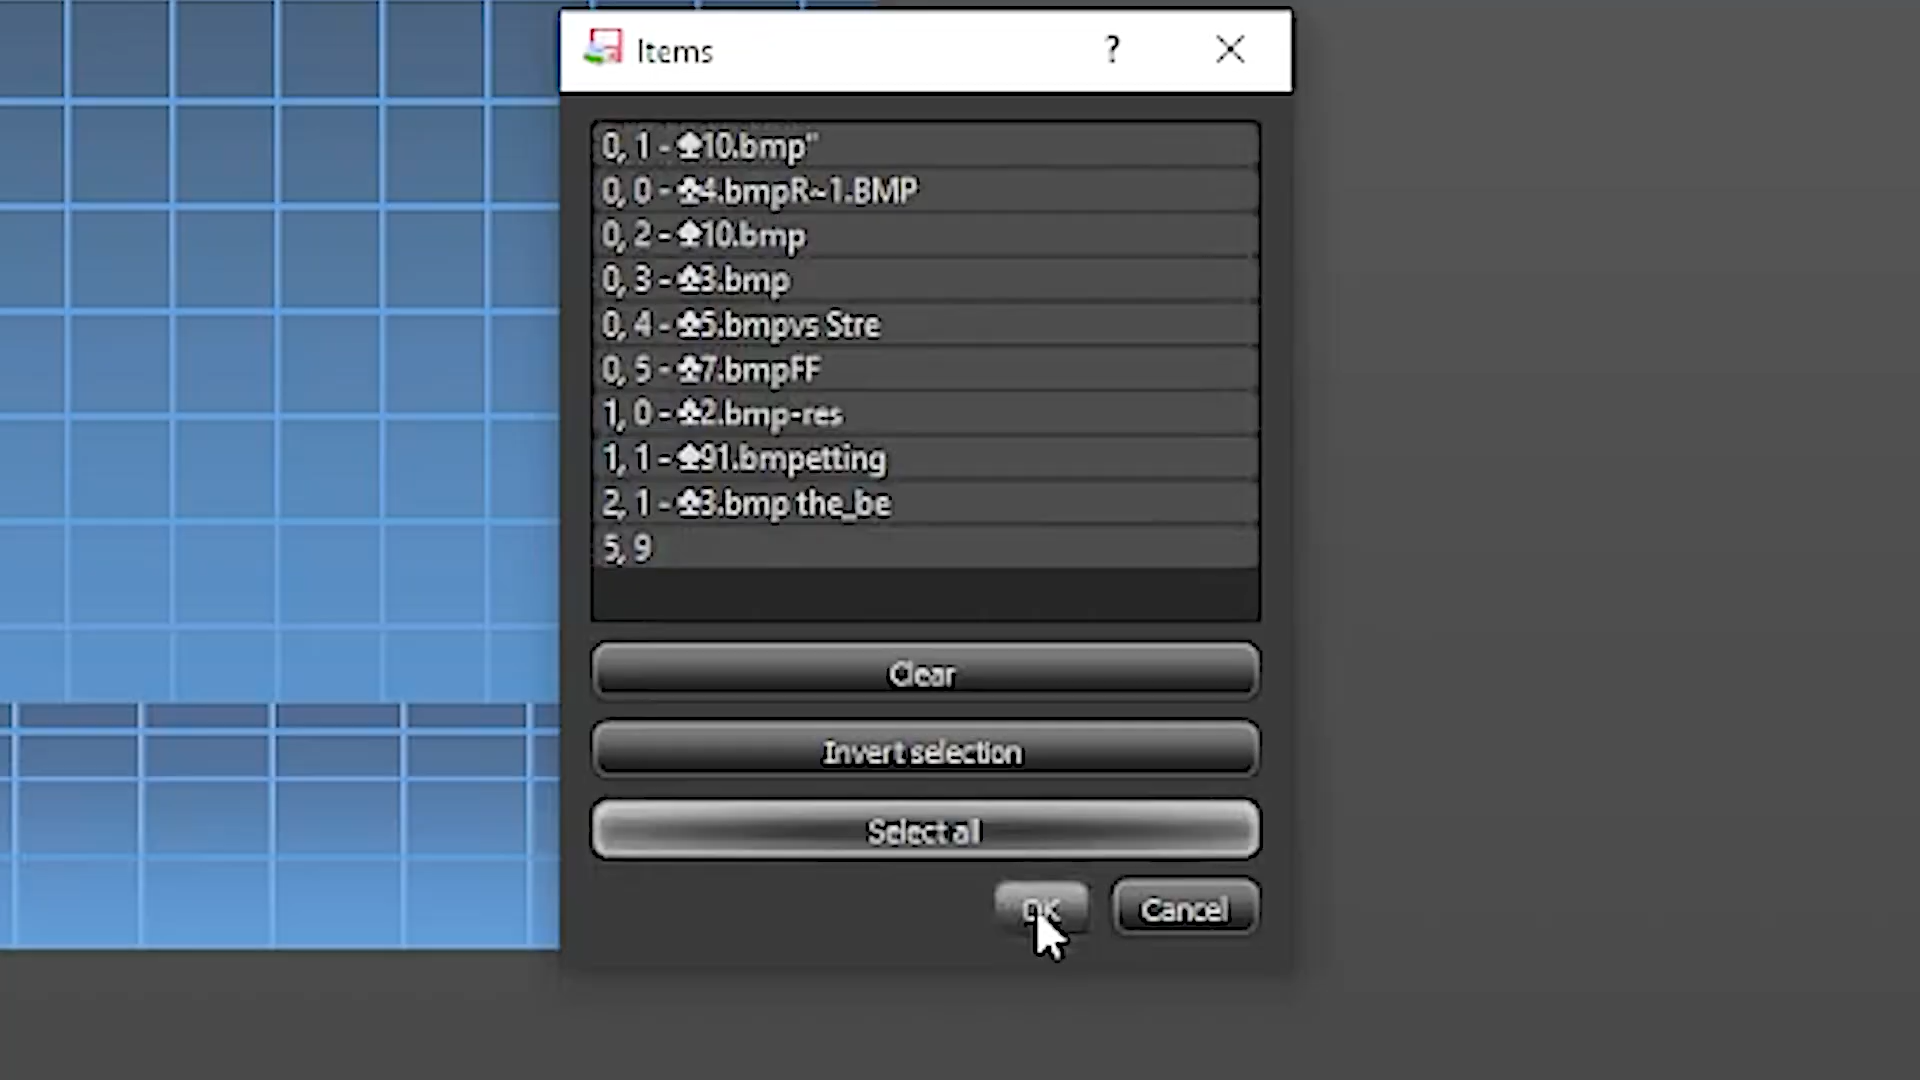 Items
?
0, 1 - ♠10.bmp"
0, 0 - ♣4.bmpR~1.BMP
0, 2 - ♠10.bmp
0, 3 - ♣3.bmp
0, 4 - ♣5.bmpvs Stre
0, 5 - ♣7.bmpFF
1, 0 - ♣2.bmp-res
1, 1 - ♠91.bmpetting
2, 1 - ♣3.bmp the_be
5, 9
Clear
Invert selection
Select all
OK
Cancel